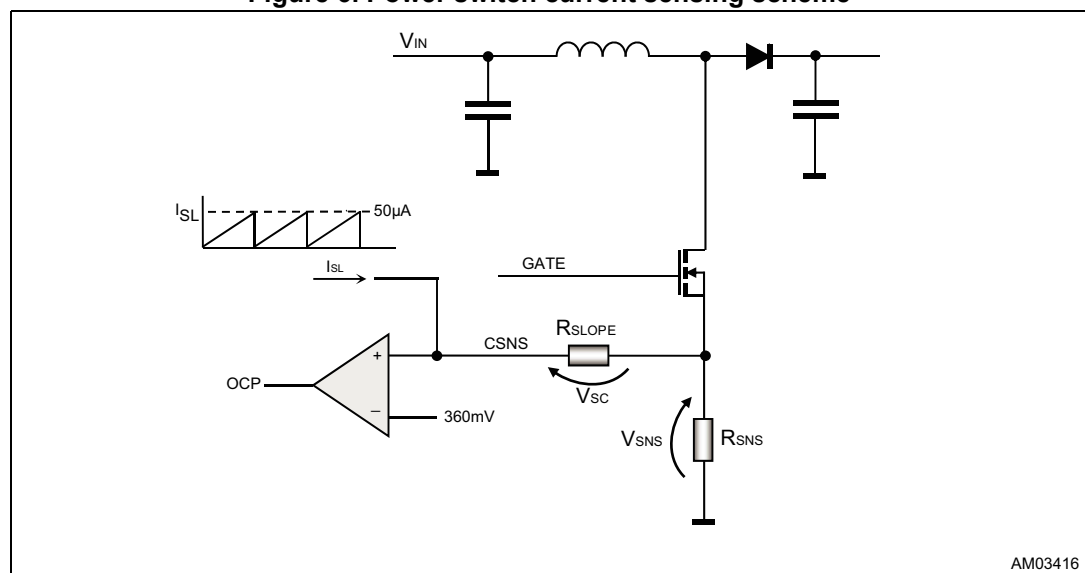 Figure Power switch current sensing scheme
VIN
ISL
50µA
ISL
GATE
RSLOPE
CSNS
+
OCP
VSC
–
360mV
VSNS
RSNS
AM03416